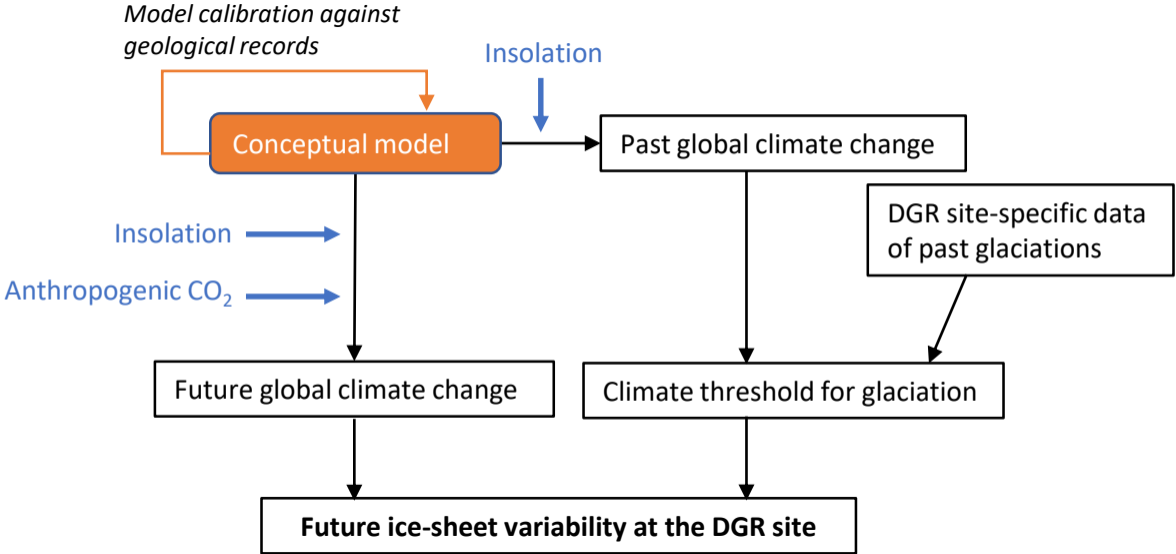 Model calibration against
geological records
Insolation
Conceptual model
Past global climate change
DGR site-specific data
of past glaciations
Insolation
Anthropogenic CO₂
Future global climate change
Climate threshold for glaciation
Future ice-sheet variability at the DGR site